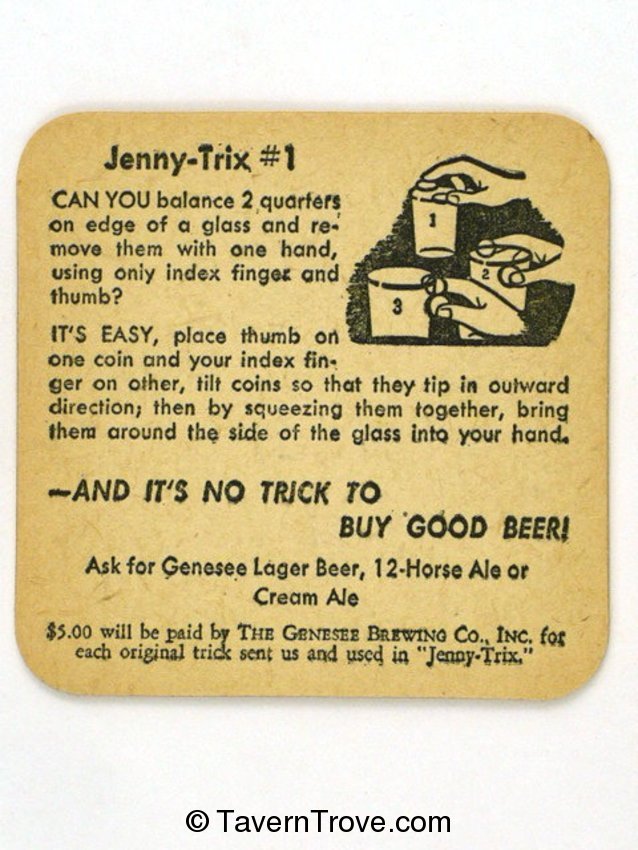 Jenny-Trix #1
CAN YOU balance 2 quarters
on edge of a glass and re-
move them with one hand,
using only index finger and
thumb?
1
2
3
IT'S EASY, place thumb on
one coin and your index fin-
ger on other, tilt coins so that they tip in outward
direction; then by squeezing them together, bring
them around the side of the glass into your hand.
—AND IT'S NO TRICK TO
BUY GOOD BEER!
Ask for Genesee Lager Beer, 12-Horse Ale or
Cream Ale
$5.00 will be paid by THE GENESEE BREWING CO., INC. for
each original trick sent us and used in "Jenny-Trix."
© TavernTrove.com